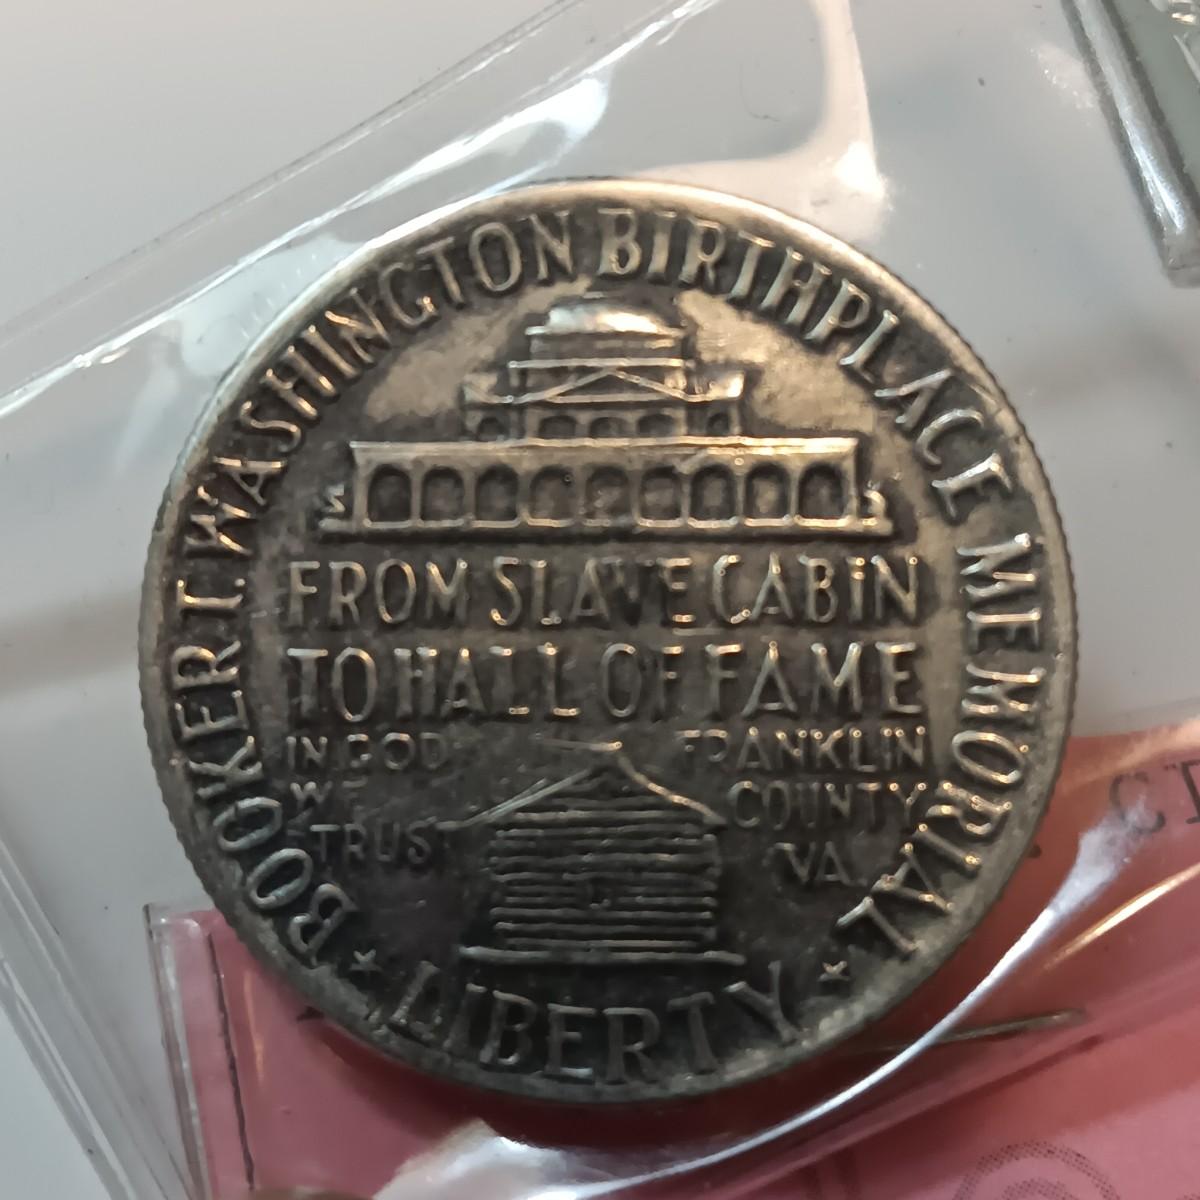 BOOKER T. WASHINGTON BIRTHPLACE MEMORIAL
FROM SLAVE CABIN
TO HALL OF FAME
IN GOD
WE
TRUST
FRANKLIN
COUNTY
VA.
* LIBERTY *